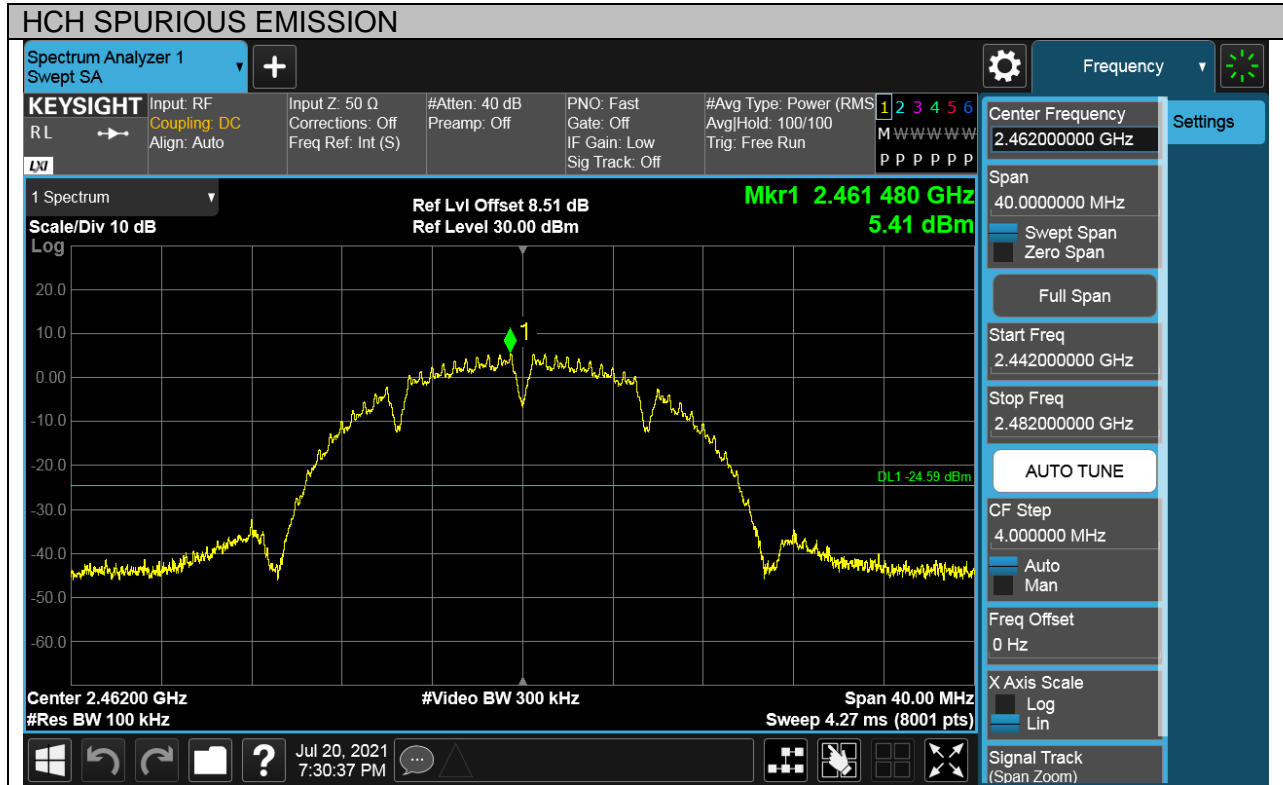 HCH SPURIOUS EMISSION
Spectrum Analyzer 1
Swept SA
Frequency
KEYSIGHT
R L
LXI
Input: RF
Coupling: DC
Align: Auto
Input Z: 50 Ω
Corrections: Off
Freq Ref: Int (S)
#Atten: 40 dB
Preamp: Off
PNO: Fast
Gate: Off
IF Gain: Low
Sig Track: Off
#Avg Type: Power (RMS
Avg|Hold: 100/100
Trig: Free Run
1 2 3 4 5 6
M W W W W W
P P P P P P
1 Spectrum
Scale/Div 10 dB
Log
Ref Lvl Offset 8.51 dB
Ref Level 30.00 dBm
Mkr1 2.461 480 GHz
5.41 dBm
20.0
10.0
0.00
-10.0
-20.0
-30.0
-40.0
-50.0
-60.0
1
DL1 -24.59 dBm
Center 2.46200 GHz
#Res BW 100 kHz
#Video BW 300 kHz
Span 40.00 MHz
Sweep 4.27 ms (8001 pts)
Center Frequency
2.462000000 GHz
Settings
Span
40.0000000 MHz
Swept Span
Zero Span
Full Span
Start Freq
2.442000000 GHz
Stop Freq
2.482000000 GHz
AUTO TUNE
CF Step
4.000000 MHz
Auto
Man
Freq Offset
0 Hz
X Axis Scale
Log
Lin
Signal Track
(Span Zoom)
?
Jul 20, 2021
7:30:37 PM